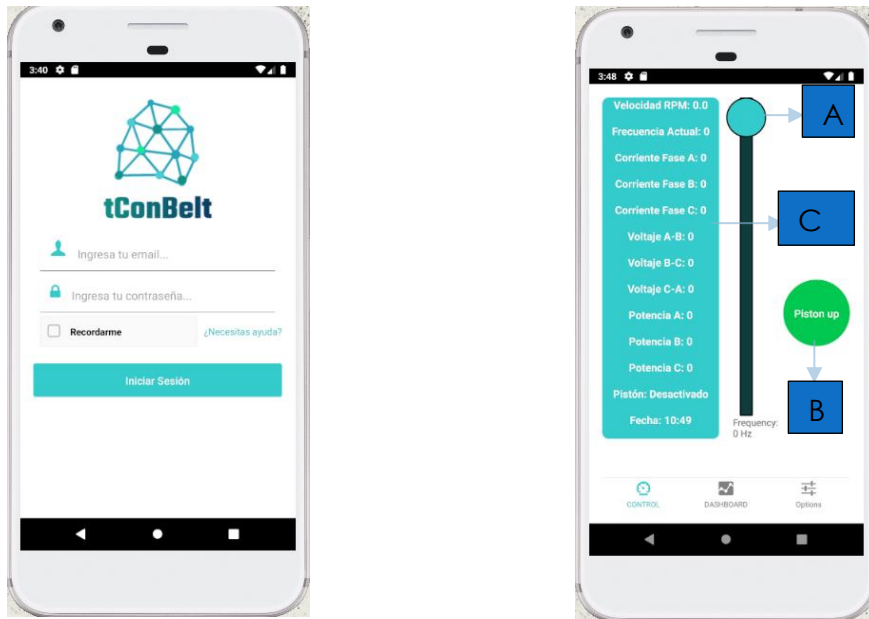 3:40
tConBelt
Ingresa tu email...
Ingresa tu contraseña...
Recordarme
¿Necesitas ayuda?
Iniciar Sesión
3:48
Velocidad RPM: 0.0
Frecuencia Actual: 0
Corriente Fase A: 0
Corriente Fase B: 0
Corriente Fase C: 0
Voltaje A-B: 0
Voltaje B-C: 0
Voltaje C-A: 0
Potencia A: 0
Potencia B: 0
Potencia C: 0
Pistón: Desactivado
Fecha: 10:49
A
C
Piston up
B
Frequency:
0 Hz
CONTROL
DASHBOARD
Options